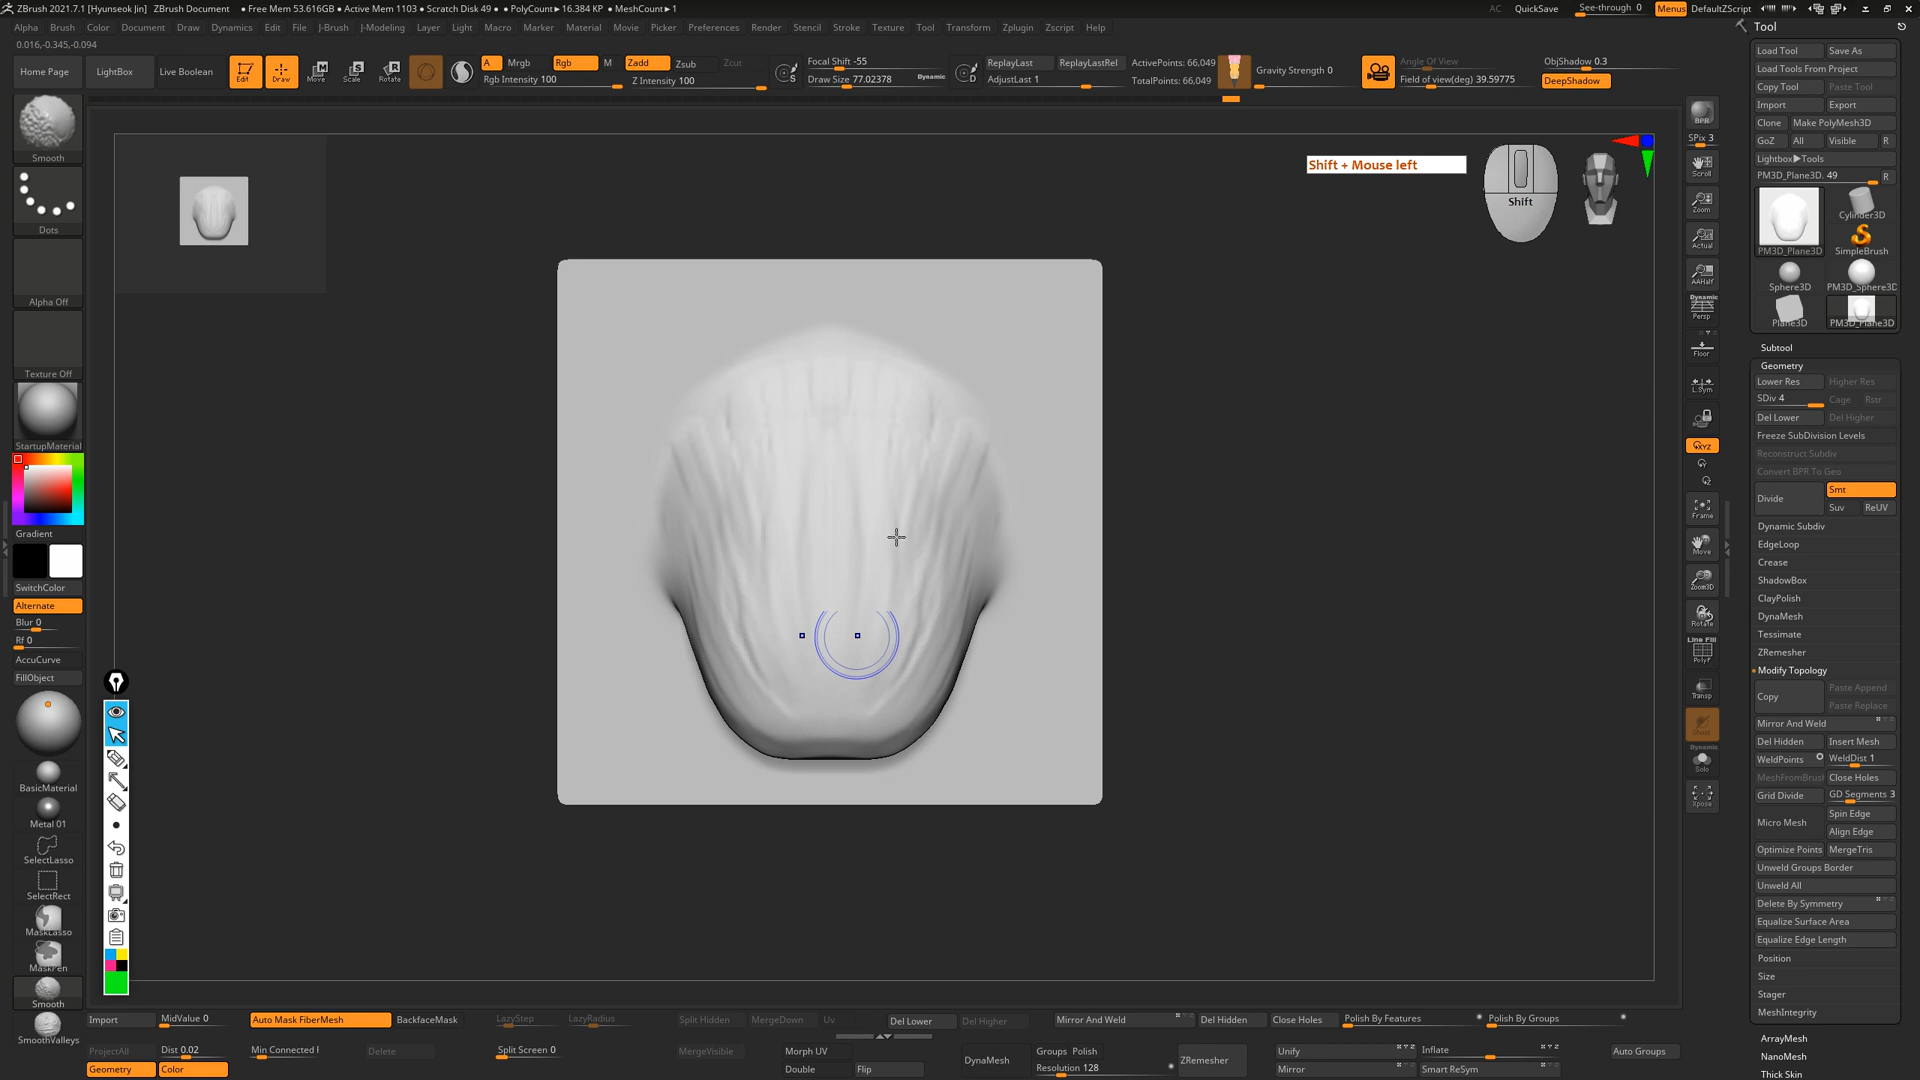 ZBrush 2021.7.1 [Hyunseok Jin] ZBrush Document • Free Mem 53.616GB • Active Mem 1103 • Scratch Disk 49 • PolyCount▸ 16.384 KP • MeshCount▸ 1
AC QuickSave See-through 0 Menus DefaultZScript
Alpha Brush Color Document Draw Dynamics Edit File J-Brush J-Modeling Layer Light Macro Marker Material Movie Picker Preferences Render Stencil Stroke Texture Tool Transform Zplugin Zscript Help
0.016,-0.345,-0.094
Home Page LightBox Live Boolean Edit Draw Move Scale Rotate
A Mrgb Rgb M Zadd Zsub Zcut
Rgb Intensity 100 Z Intensity 100
Focal Shift -55
Draw Size 77.02378 Dynamic
S D
ReplayLast ReplayLastRel
AdjustLast 1
ActivePoints: 66,049
TotalPoints: 66,049
Gravity Strength 0
Angle Of View
Field of view(deg) 39.59775
ObjShadow 0.3
DeepShadow
Smooth
Dots
Alpha Off
Texture Off
StartupMaterial
Gradient
SwitchColor
Alternate
Blur 0
Rf 0
AccuCurve
FillObject
BasicMaterial
Metal 01
SelectLasso
SelectRect
MaskLasso
MaskPen
Smooth
SmoothValleys
Shift + Mouse left
Shift
BPR
SPix 3
Scroll
Zoom
Actual
AAHalf
Dynamic
Persp
Floor
L.Sym
XYZ
Frame
Move
Zoom3D
Rotate
Line Fill
PolyF
Transp
Ghost
Dynamic
Solo
Xpose
Tool
Load Tool Save As
Load Tools From Project
Copy Tool Paste Tool
Import Export
Clone Make PolyMesh3D
GoZ All Visible R
Lightbox▶Tools
PM3D_Plane3D. 49 R
PM3D_Plane3D Cylinder3D
SimpleBrush
Sphere3D PM3D_Sphere3D
Plane3D PM3D_Plane3D
Subtool
Geometry
Lower Res Higher Res
SDiv 4 Cage Rstr
Del Lower Del Higher
Freeze SubDivision Levels
Reconstruct Subdiv
Convert BPR To Geo
Divide Smt
Suv ReUV
Dynamic Subdiv
EdgeLoop
Crease
ShadowBox
ClayPolish
DynaMesh
Tessimate
ZRemesher
Modify Topology
Copy Paste Append
Paste Replace
Mirror And Weld
Del Hidden Insert Mesh
WeldPoints WeldDist 1
MeshFromBrush Close Holes
Grid Divide GD Segments 3
Micro Mesh Spin Edge
Align Edge
Optimize Points MergeTris
Unweld Groups Border
Unweld All
Delete By Symmetry
Equalize Surface Area
Equalize Edge Length
Position
Size
Stager
MeshIntegrity
ArrayMesh
NanoMesh
Thick Skin
Import MidValue 0 Auto Mask FiberMesh BackfaceMask LazyStep LazyRadius Split Hidden MergeDown Uv Del Lower Del Higher Mirror And Weld Del Hidden Close Holes Polish By Features Polish By Groups
ProjectAll Dist 0.02 Min Connected Delete Split Screen 0 MergeVisible Morph UV DynaMesh Groups Polish ZRemesher Unify Inflate Auto Groups
Geometry Color Double Flip Resolution 128 Mirror Smart ReSym